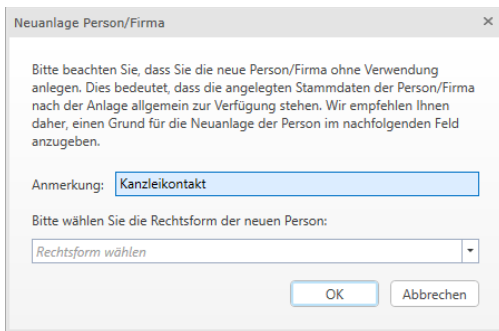 Neuanlage Person/Firma
Bitte beachten Sie, dass Sie die neue Person/Firma ohne Verwendung
anlegen. Dies bedeutet, dass die angelegten Stammdaten der Person/Firma
nach der Anlage allgemein zur Verfügung stehen. Wir empfehlen Ihnen
daher, einen Grund für die Neuanlage der Person im nachfolgenden Feld
anzugeben.
Anmerkung: Kanzleikontakt
Bitte wählen Sie die Rechtsform der neuen Person:
Rechtsform wählen
OK Abbrechen